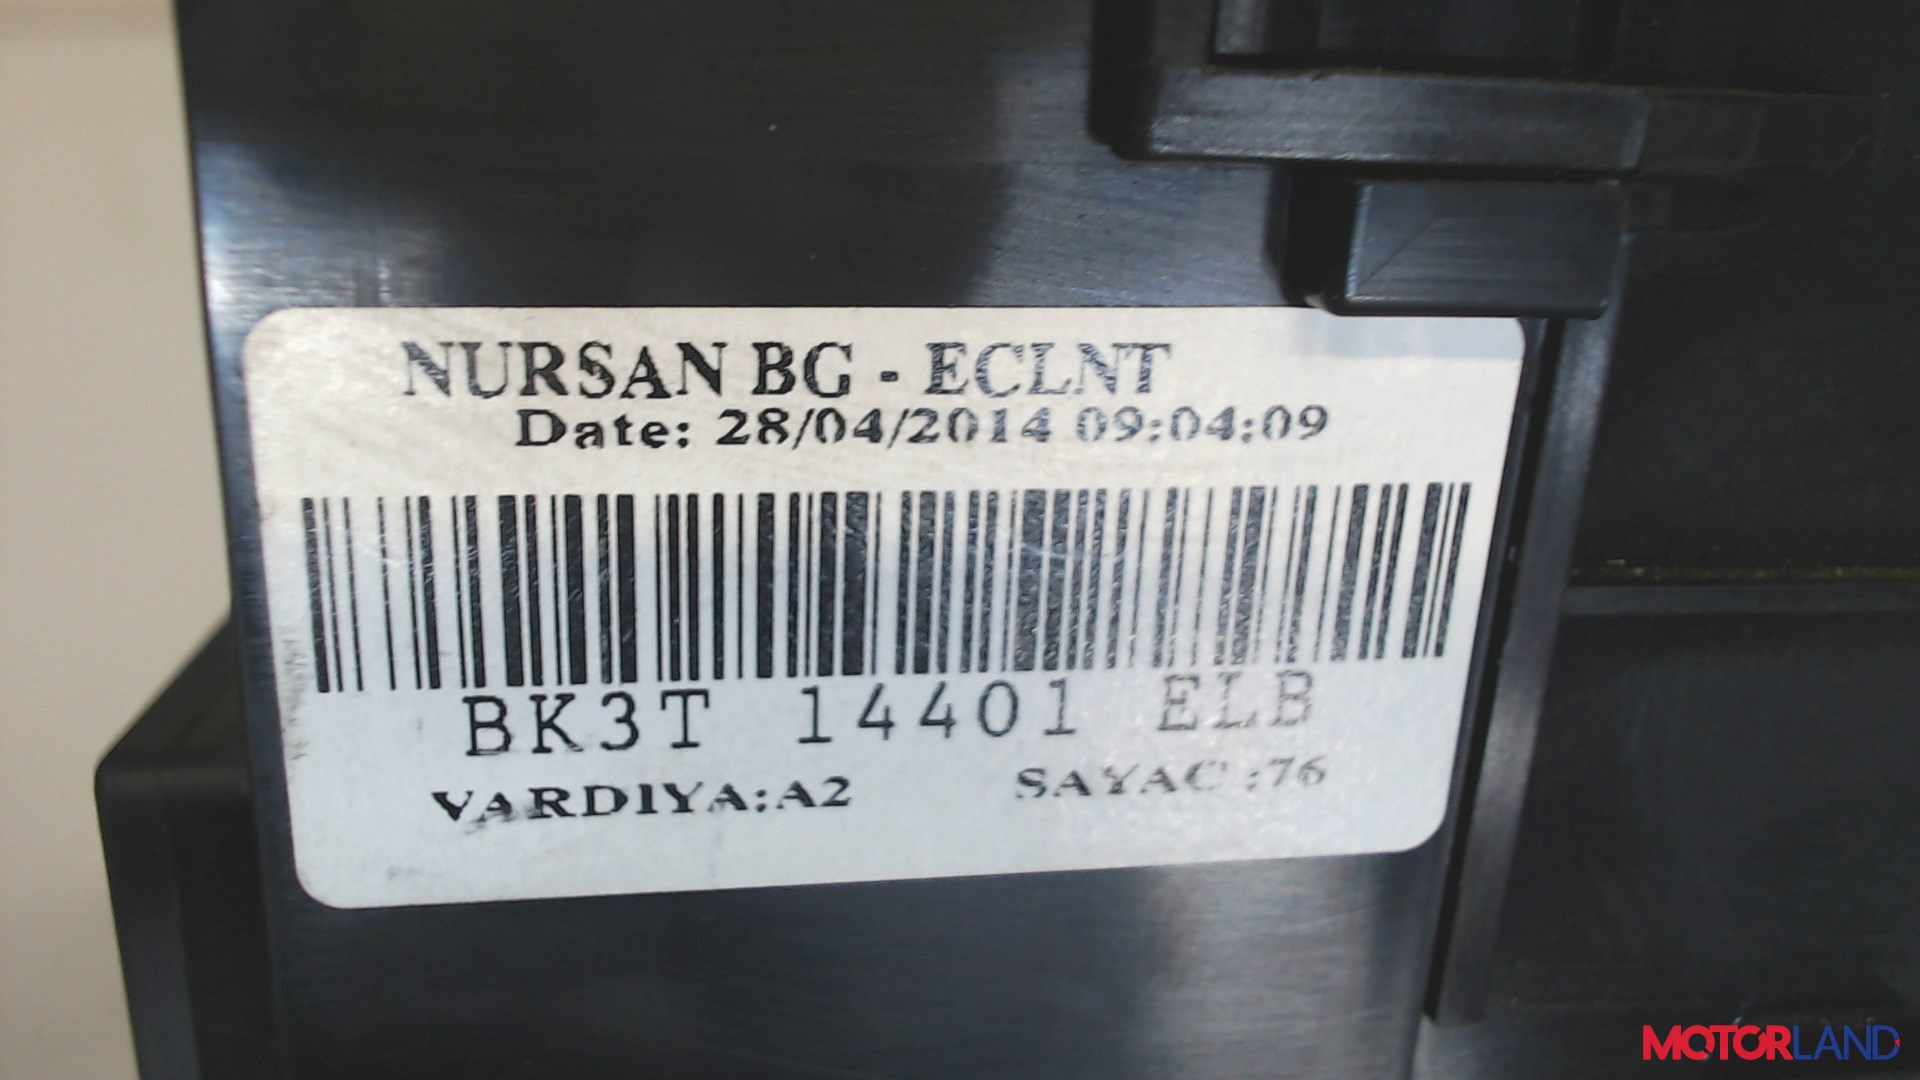 NURSAN BG - ECLNT
Date: 28/04/2014 09:04:09
BK3T 14401 ELB
VARDIYA:A2 SAYAC :76
MOTORLAND